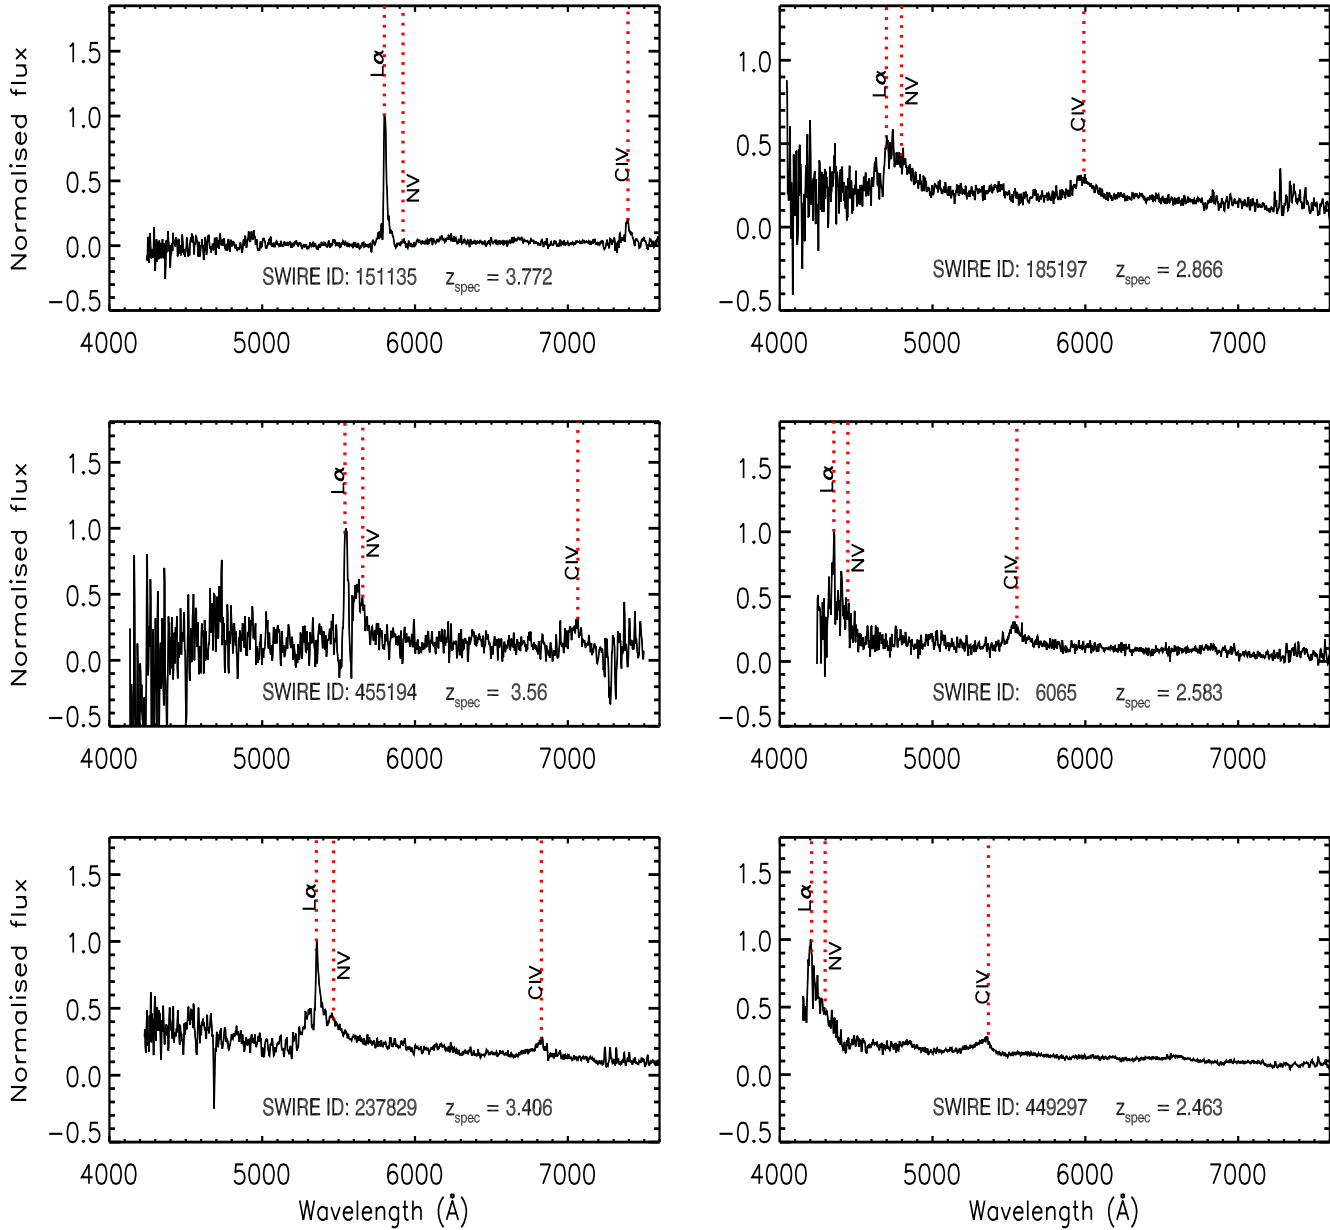 Normalised flux
1.5
1.0
0.5
0.0
−0.5
Lα
NV
CIV
SWIRE ID: 151135 zspec = 3.772
4000 5000 6000 7000
1.0
0.5
0.0
−0.5
Lα
NV
CIV
SWIRE ID: 185197 zspec = 2.866
4000 5000 6000 7000
Normalised flux
1.5
1.0
0.5
0.0
−0.5
Lα
NV
CIV
SWIRE ID: 455194 zspec = 3.56
4000 5000 6000 7000
1.5
1.0
0.5
0.0
−0.5
Lα
NV
CIV
SWIRE ID: 6065 zspec = 2.583
4000 5000 6000 7000
Normalised flux
1.5
1.0
0.5
0.0
−0.5
Lα
NV
CIV
SWIRE ID: 237829 zspec = 3.406
4000 5000 6000 7000
Wavelength (Å)
1.5
1.0
0.5
0.0
−0.5
Lα
NV
CIV
SWIRE ID: 449297 zspec = 2.463
4000 5000 6000 7000
Wavelength (Å)